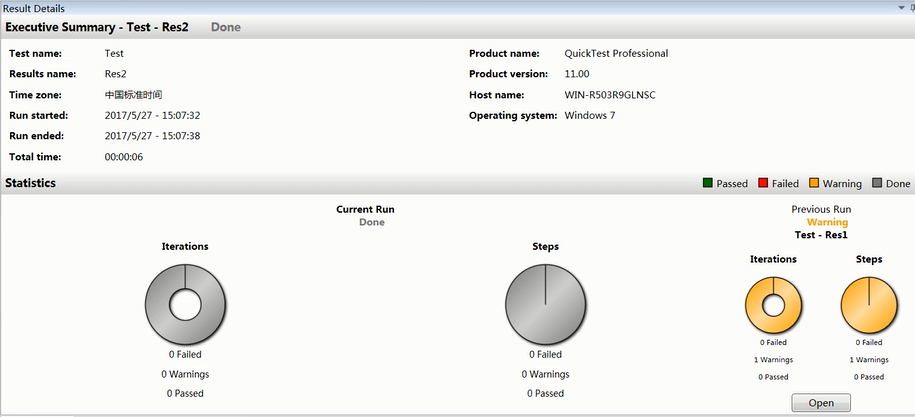 Result Details
Executive Summary - Test - Res2 Done
Test name: Test Product name: QuickTest Professional
Results name: Res2 Product version: 11.00
Time zone: 中国标准时间 Host name: WIN-R503R9GLNSC
Run started: 2017/5/27 - 15:07:32 Operating system: Windows 7
Run ended: 2017/5/27 - 15:07:38
Total time: 00:00:06
Statistics Passed Failed Warning Done
Current Run
Done
Iterations Steps
0 Failed 0 Failed
0 Warnings 0 Warnings
0 Passed 0 Passed
Previous Run
Warning
Test - Res1
Iterations Steps
0 Failed 0 Failed
1 Warnings 1 Warnings
0 Passed 0 Passed
Open